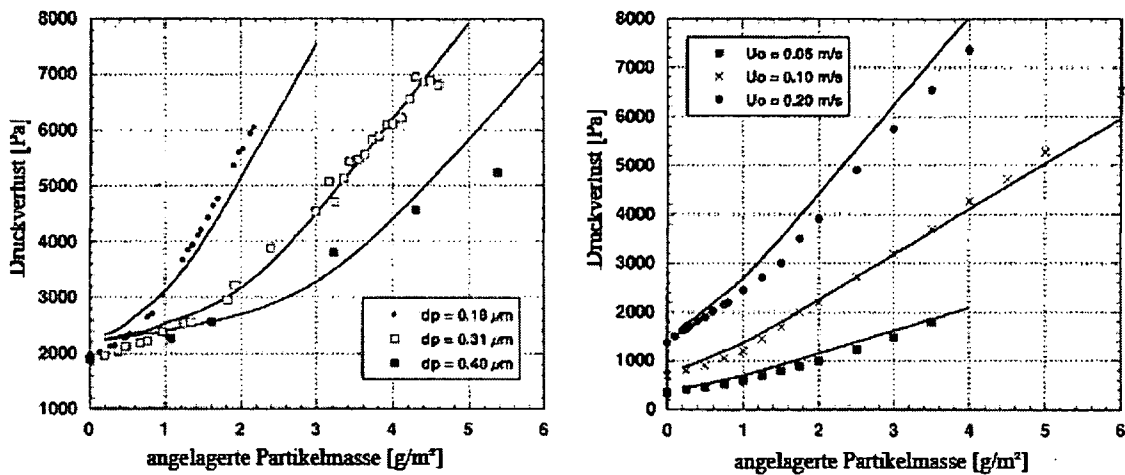 8000
7000
6000
5000
4000
3000
2000
1000
Druckverlust [Pa]
dp = 0.18 µm
dp = 0.31 µm
dp = 0.40 µm
0 1 2 3 4 5 6
angelagerte Partikelmasse [g/m²]
8000
7000
6000
5000
4000
3000
2000
1000
0
Druckverlust [Pa]
Uo = 0.05 m/s
Uo = 0.10 m/s
Uo = 0.20 m/s
0 1 2 3 4 5 6
angelagerte Partikelmasse [g/m²]